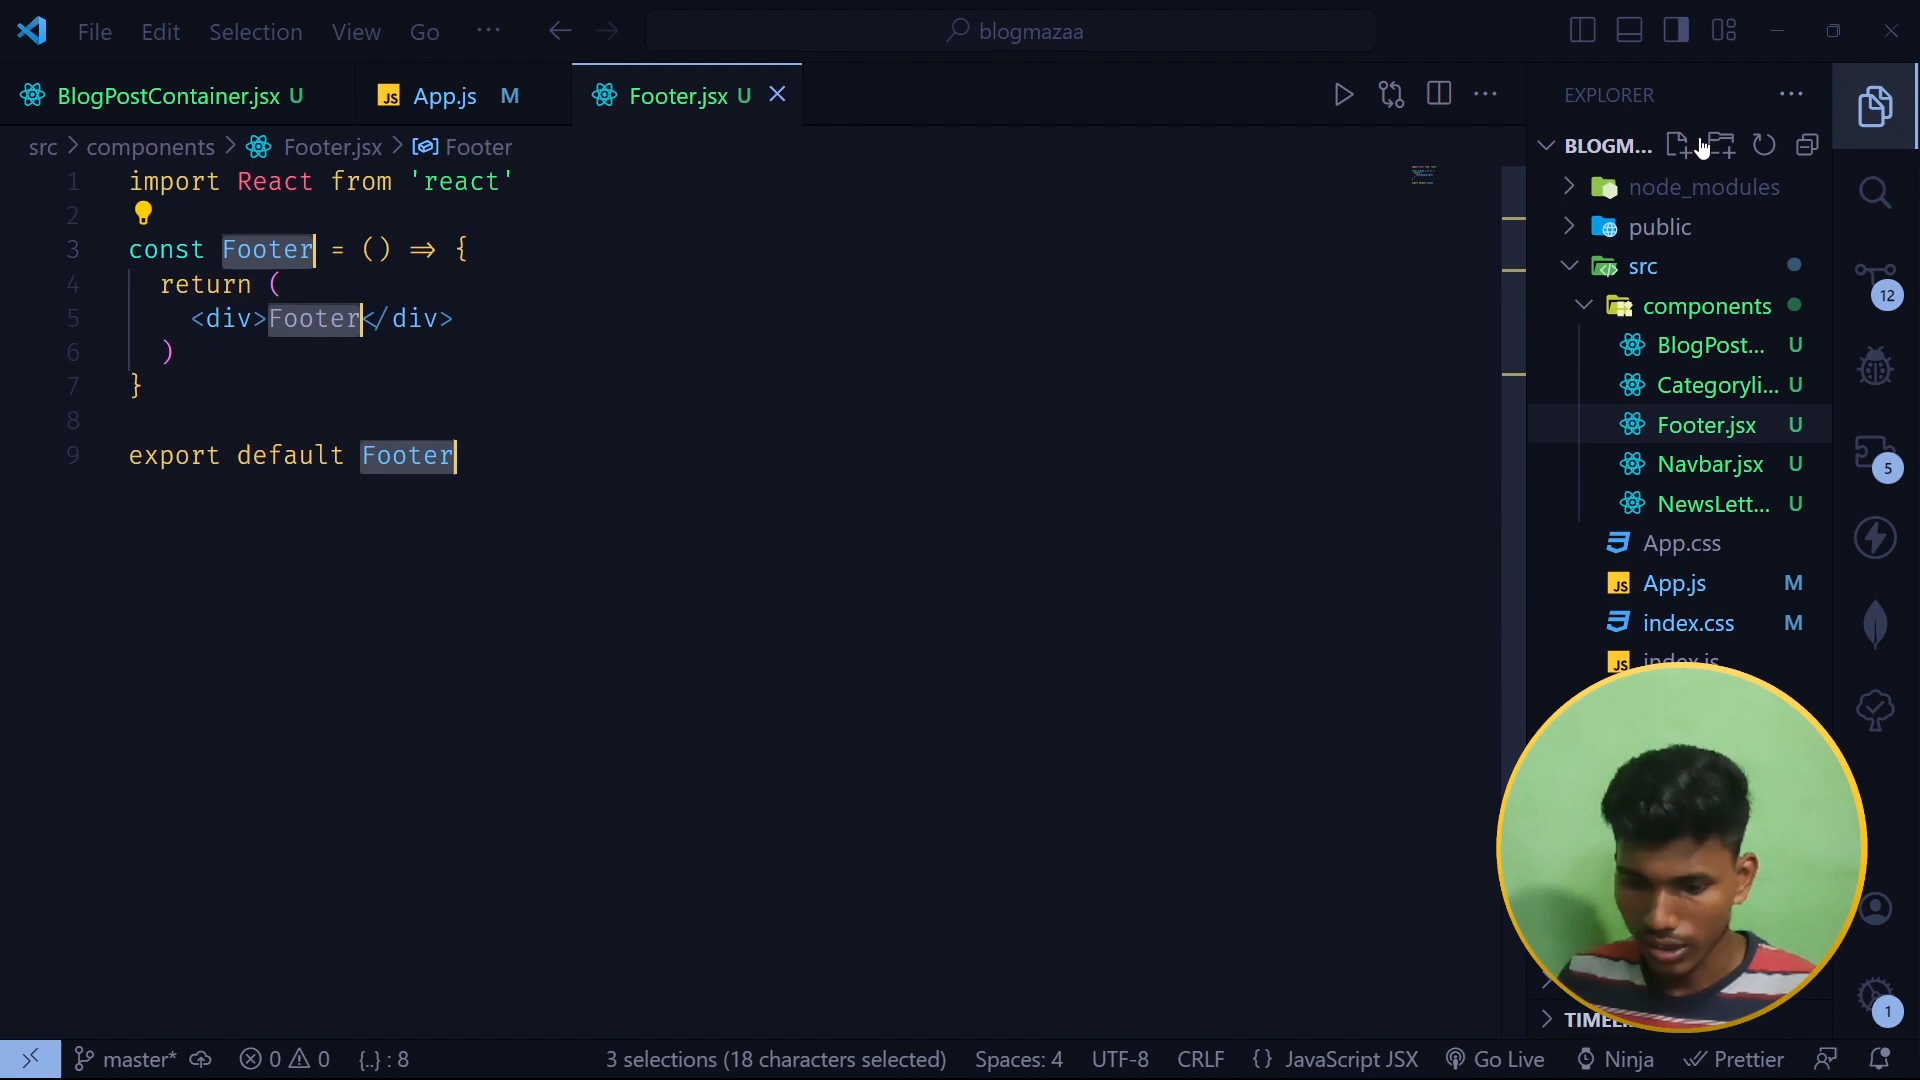 File Edit Selection View Go ··· blogmazaa
BlogPostContainer.jsx U App.js M Footer.jsx U
src > components > Footer.jsx > Footer
1 import React from 'react'
2
3 const Footer = () => {
4 return (
5 <div>Footer</div>
6 )
7 }
8
9 export default Footer
EXPLORER
BLOGM...
node_modules
public
src
components
BlogPost... U
Categoryli... U
Footer.jsx U
Navbar.jsx U
NewsLett... U
App.css
JS App.js M
index.css M
JS index.js
12
5
1
master* 0 0 {..} : 8 3 selections (18 characters selected) Spaces: 4 UTF-8 CRLF {} JavaScript JSX Go Live Ninja Prettier